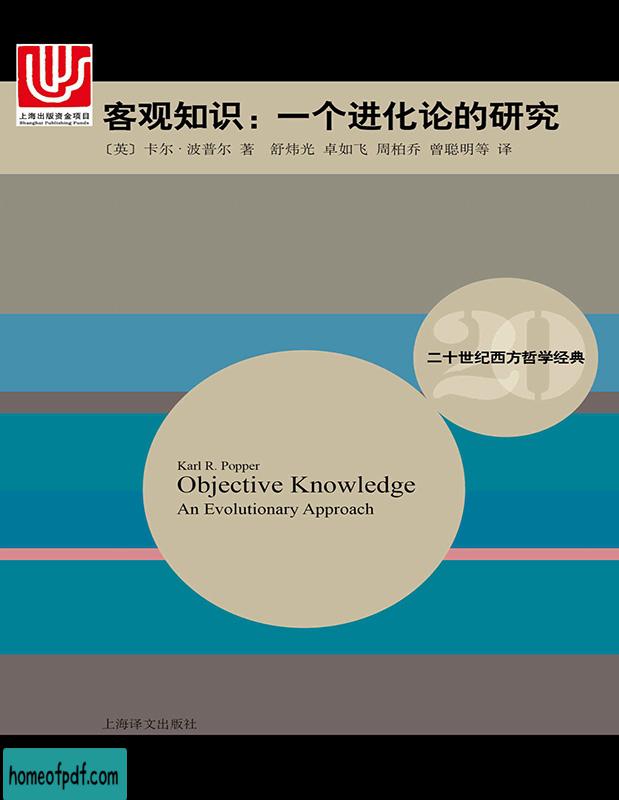 上海出版资金项目
Shanghai Publishing Funds
客观知识：一个进化论的研究
〔英〕卡尔·波普尔 著 舒炜光 卓如飞 周柏乔 曾聪明等 译
20
二十世纪西方哲学经典
Karl R. Popper
Objective Knowledge
An Evolutionary Approach
上海译文出版社
homeofpdf.com